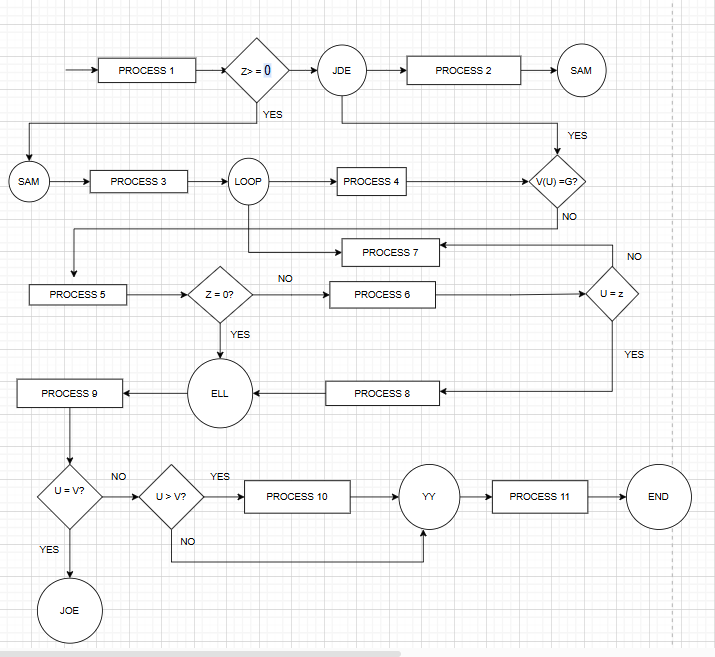 PROCESS 1
Z> = 0
JDE
PROCESS 2
SAM
YES
YES
SAM
PROCESS 3
LOOP
PROCESS 4
V(U) =G?
NO
PROCESS 7
NO
NO
PROCESS 5
Z = 0?
PROCESS 6
U = z
YES
YES
PROCESS 9
ELL
PROCESS 8
NO
YES
U = V?
U > V?
PROCESS 10
YY
PROCESS 11
END
NO
YES
JOE